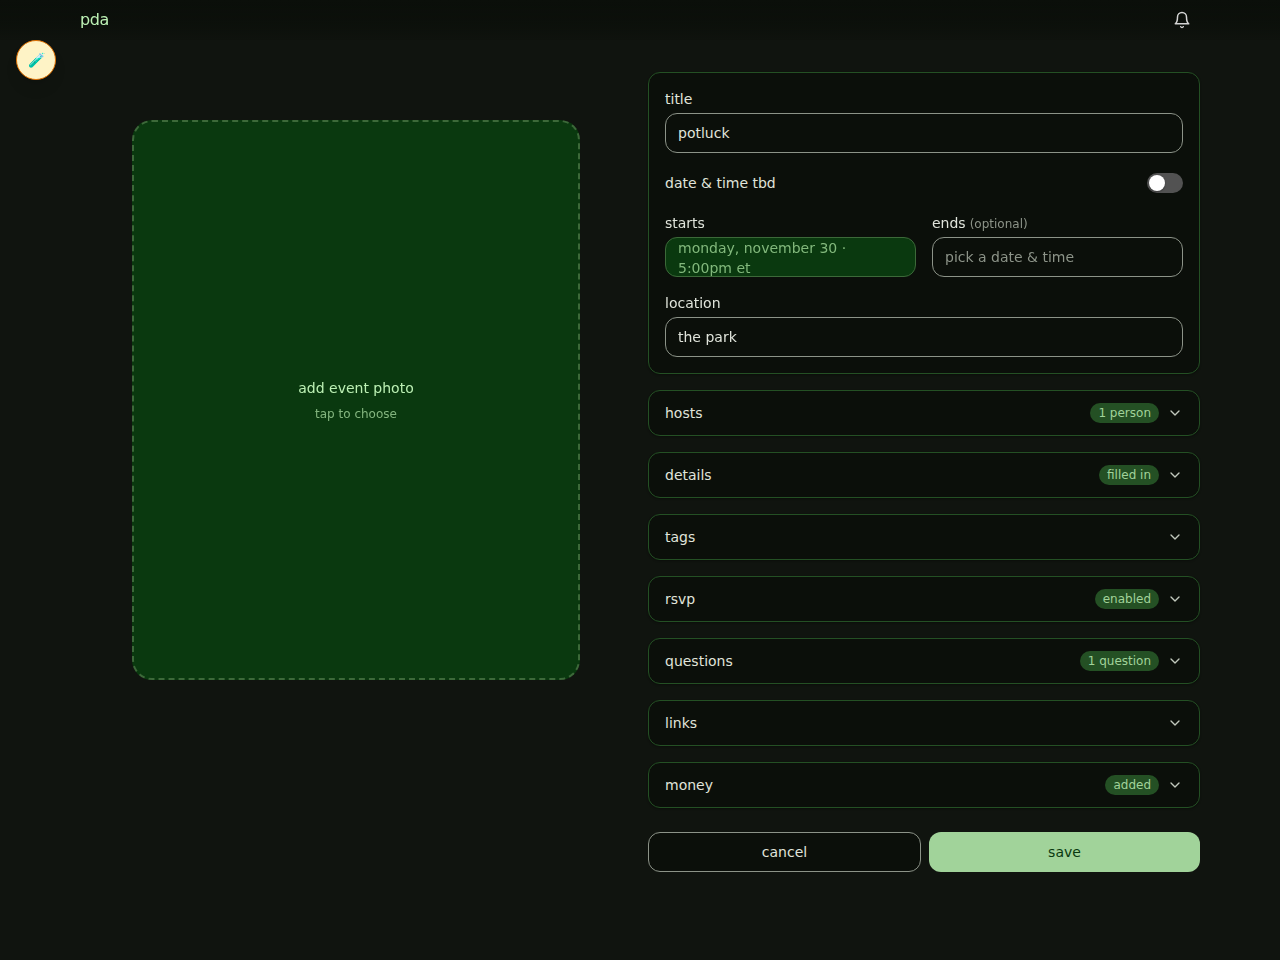 pda
add event photo
tap to choose
title
potluck
date & time tbd
starts
monday, november 30 ·
5:00pm et
ends (optional)
pick a date & time
location
the park
hosts
1 person
details
filled in
tags
rsvp
enabled
questions
1 question
links
money
added
cancel
save